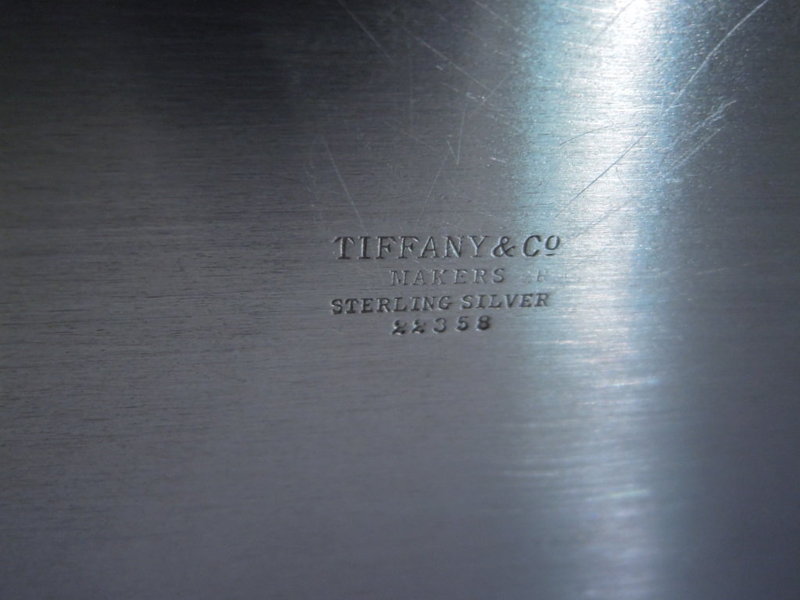 TIFFANY & Cº
MAKERS
STERLING SILVER
22358